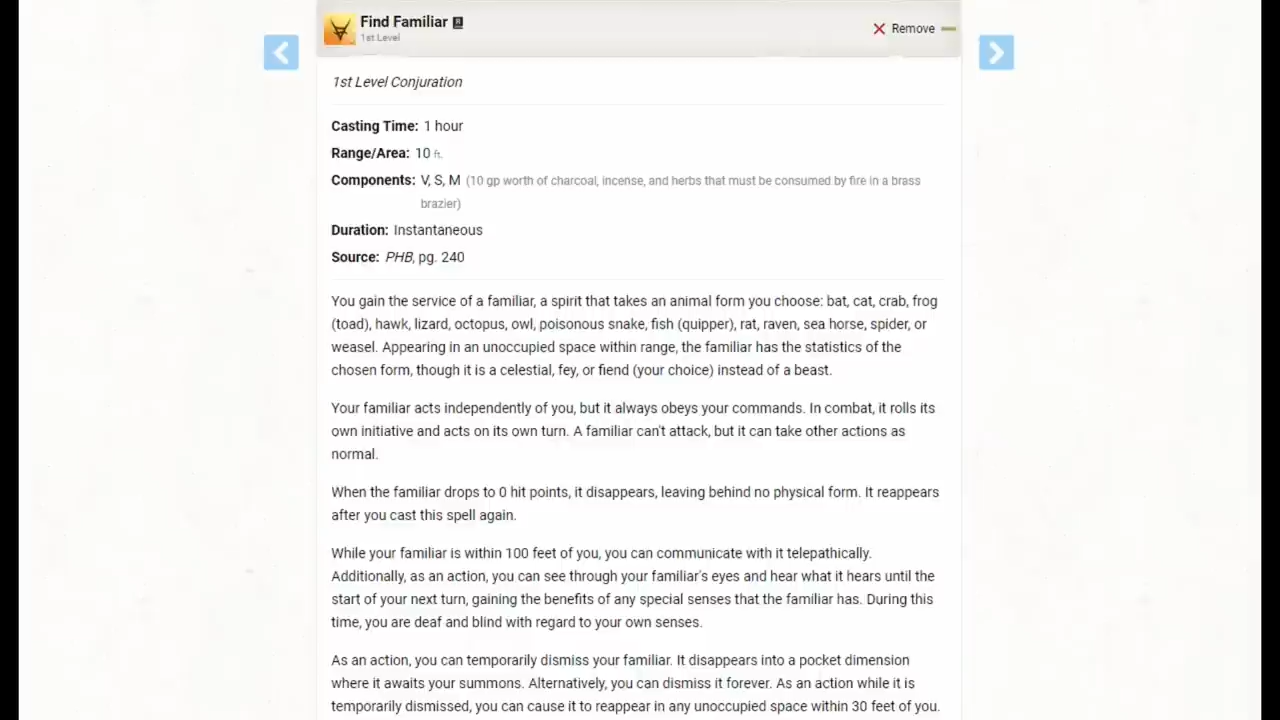 Find Familiar
1st Level
Remove
1st Level Conjuration
Casting Time: 1 hour
Range/Area: 10 ft.
Components: V, S, M (10 gp worth of charcoal, incense, and herbs that must be consumed by fire in a brass
brazier)
Duration: Instantaneous
Source: PHB, pg. 240
You gain the service of a familiar, a spirit that takes an animal form you choose: bat, cat, crab, frog
(toad), hawk, lizard, octopus, owl, poisonous snake, fish (quipper), rat, raven, sea horse, spider, or
weasel. Appearing in an unoccupied space within range, the familiar has the statistics of the
chosen form, though it is a celestial, fey, or fiend (your choice) instead of a beast.
Your familiar acts independently of you, but it always obeys your commands. In combat, it rolls its
own initiative and acts on its own turn. A familiar can't attack, but it can take other actions as
normal.
When the familiar drops to 0 hit points, it disappears, leaving behind no physical form. It reappears
after you cast this spell again.
While your familiar is within 100 feet of you, you can communicate with it telepathically.
Additionally, as an action, you can see through your familiar's eyes and hear what it hears until the
start of your next turn, gaining the benefits of any special senses that the familiar has. During this
time, you are deaf and blind with regard to your own senses.
As an action, you can temporarily dismiss your familiar. It disappears into a pocket dimension
where it awaits your summons. Alternatively, you can dismiss it forever. As an action while it is
temporarily dismissed, you can cause it to reappear in any unoccupied space within 30 feet of you.